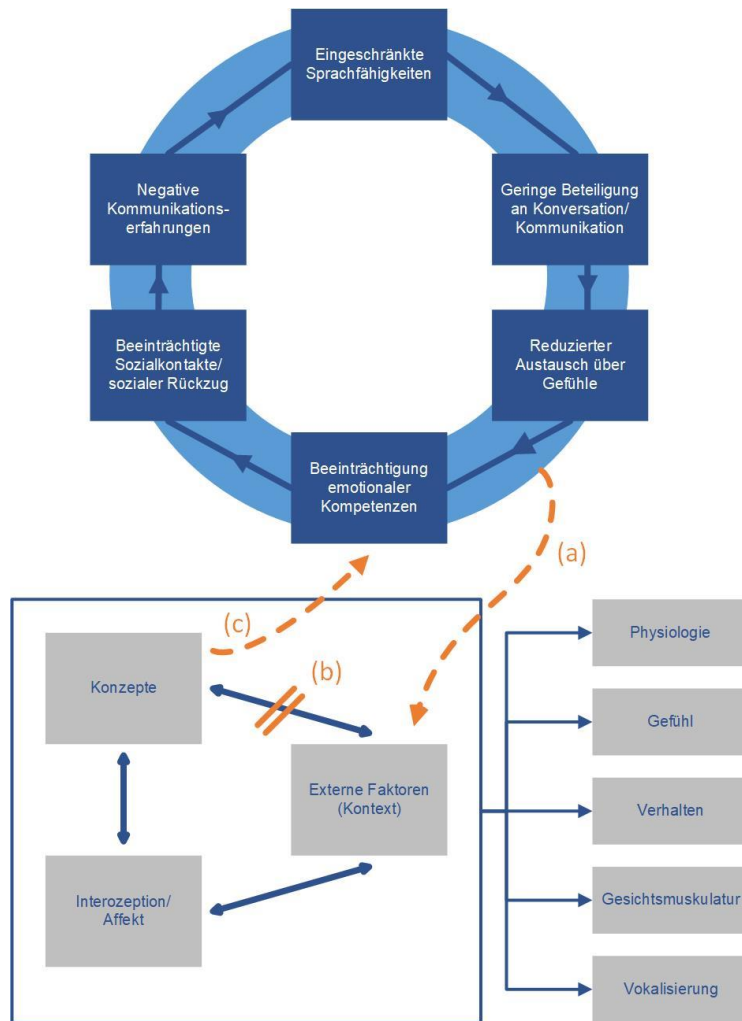 Eingeschränkte
Sprachfähigkeiten
Negative
Kommunikations-
erfahrungen
Geringe Beteiligung
an Konversation/
Kommunikation
Beeinträchtigte
Sozialkontakte/
sozialer Rückzug
Reduzierter
Austausch über
Gefühle
Beeinträchtigung
emotionaler
Kompetenzen
(a)
(c)
(b)
Konzepte
Externe Faktoren
(Kontext)
Interozeption/
Affekt
Physiologie
Gefühl
Verhalten
Gesichtsmuskulatur
Vokalisierung